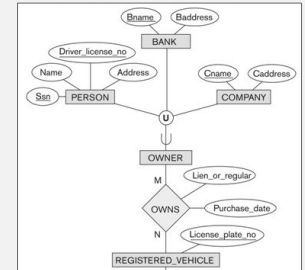 Bname Baddress
BANK
Driver_license_no
Name Address Cname Caddress
Ssn PERSON COMPANY
U
OWNER
M Lien_or_regular
OWNS Purchase_date
N License_plate_no
REGISTERED_VEHICLE